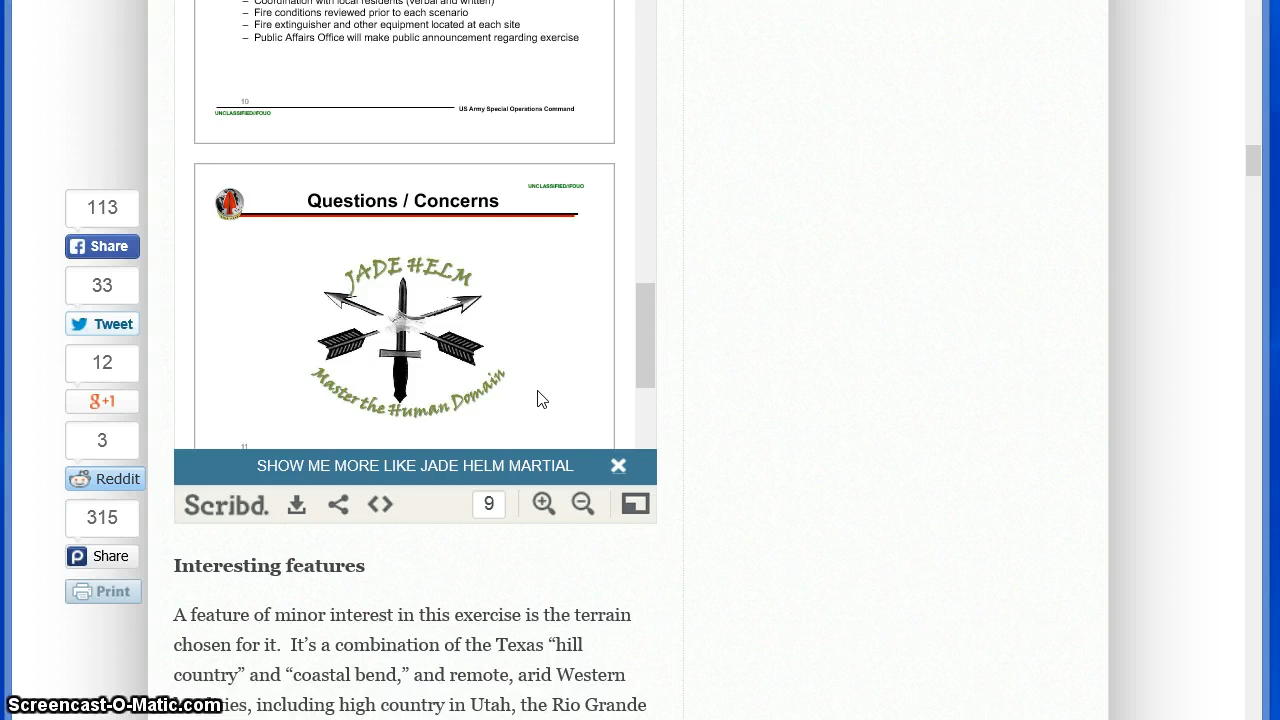 – Coordination with local residents (verbal and written)
– Fire conditions reviewed prior to each scenario
– Fire extinguisher and other equipment located at each site
– Public Affairs Office will make public announcement regarding exercise
10
US Army Special Operations Command
UNCLASSIFIED//FOUO
UNCLASSIFIED//FOUO
Questions / Concerns
JADE HELM
Master the Human Domain
11
SHOW ME MORE LIKE JADE HELM MARTIAL
Scribd.
9
113
Share
33
Tweet
12
g+1
3
Reddit
315
Share
Print
Interesting features
A feature of minor interest in this exercise is the terrain
chosen for it. It’s a combination of the Texas “hill
country” and “coastal bend,” and remote, arid Western
including high country in Utah, the Rio Grande
Screencast-O-Matic.com